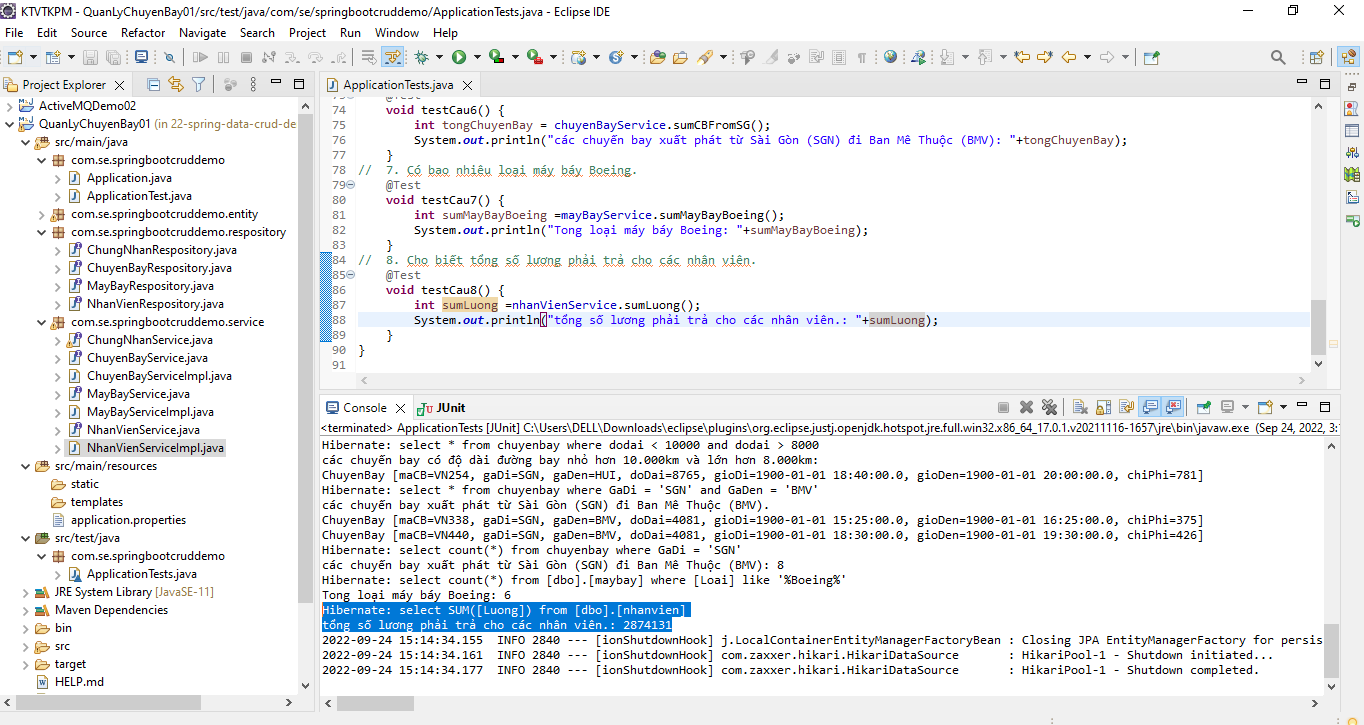 KTVTKPM - QuanLyChuyenBay01/src/test/java/com/se/springbootcruddemo/ApplicationTests.java - Eclipse IDE
File Edit Source Refactor Navigate Search Project Run Window Help
Project Explorer
ActiveMQDemo02
QuanLyChuyenBay01 (in 22-spring-data-crud-de
src/main/java
com.se.springbootcruddemo
Application.java
ApplicationTest.java
com.se.springbootcruddemo.entity
com.se.springbootcruddemo.respository
ChungNhanRespository.java
ChuyenBayRespository.java
MayBayRespository.java
NhanVienRespository.java
com.se.springbootcruddemo.service
ChungNhanService.java
ChuyenBayService.java
ChuyenBayServiceImpl.java
MayBayService.java
MayBayServiceImpl.java
NhanVienService.java
NhanVienServiceImpl.java
src/main/resources
static
templates
application.properties
src/test/java
com.se.springbootcruddemo
ApplicationTests.java
JRE System Library [JavaSE-11]
Maven Dependencies
bin
src
target
HELP.md
ApplicationTests.java
@Test
74 void testCau6() {
75 int tongChuyenBay = chuyenBayService.sumCBFromSG();
76 System.out.println("các chuyến bay xuất phát từ Sài Gòn (SGN) đi Ban Mê Thuộc (BMV): "+tongChuyenBay);
77 }
78 // 7. Có bao nhiêu loại máy báy Boeing.
79 @Test
80 void testCau7() {
81 int sumMayBayBoeing =mayBayService.sumMayBayBoeing();
82 System.out.println("Tong loại máy báy Boeing: "+sumMayBayBoeing);
83 }
84 // 8. Cho biết tổng số lương phải trả cho các nhân viên.
85 @Test
86 void testCau8() {
87 int sumLuong =nhanVienService.sumLuong();
88 System.out.println("tổng số lương phải trả cho các nhân viên.: "+sumLuong);
89 }
90 }
91
Console JUnit
<terminated> ApplicationTests [JUnit] C:\Users\DELL\Downloads\eclipse\plugins\org.eclipse.justj.openjdk.hotspot.jre.full.win32.x86_64_17.0.1.v20211116-1657\jre\bin\javaw.exe (Sep 24, 2022, 3:
Hibernate: select * from chuyenbay where dodai < 10000 and dodai > 8000
các chuyến bay có độ dài đường bay nhỏ hơn 10.000km và lớn hơn 8.000km:
ChuyenBay [maCB=VN254, gaDi=SGN, gaDen=HUI, doDai=8765, gioDi=1900-01-01 18:40:00.0, gioDen=1900-01-01 20:00:00.0, chiPhi=781]
Hibernate: select * from chuyenbay where GaDi = 'SGN' and GaDen = 'BMV'
các chuyến bay xuất phát từ Sài Gòn (SGN) đi Ban Mê Thuộc (BMV).
ChuyenBay [maCB=VN338, gaDi=SGN, gaDen=BMV, doDai=4081, gioDi=1900-01-01 15:25:00.0, gioDen=1900-01-01 16:25:00.0, chiPhi=375]
ChuyenBay [maCB=VN440, gaDi=SGN, gaDen=BMV, doDai=4081, gioDi=1900-01-01 18:30:00.0, gioDen=1900-01-01 19:30:00.0, chiPhi=426]
Hibernate: select count(*) from chuyenbay where GaDi = 'SGN'
các chuyến bay xuất phát từ Sài Gòn (SGN) đi Ban Mê Thuộc (BMV): 8
Hibernate: select count(*) from [dbo].[maybay] where [Loai] like '%Boeing%'
Tong loại máy báy Boeing: 6
Hibernate: select SUM([Luong]) from [dbo].[nhanvien]
tổng số lương phải trả cho các nhân viên.: 2874131
2022-09-24 15:14:34.155 INFO 2840 --- [ionShutdownHook] j.LocalContainerEntityManagerFactoryBean : Closing JPA EntityManagerFactory for persis
2022-09-24 15:14:34.161 INFO 2840 --- [ionShutdownHook] com.zaxxer.hikari.HikariDataSource : HikariPool-1 - Shutdown initiated...
2022-09-24 15:14:34.177 INFO 2840 --- [ionShutdownHook] com.zaxxer.hikari.HikariDataSource : HikariPool-1 - Shutdown completed.